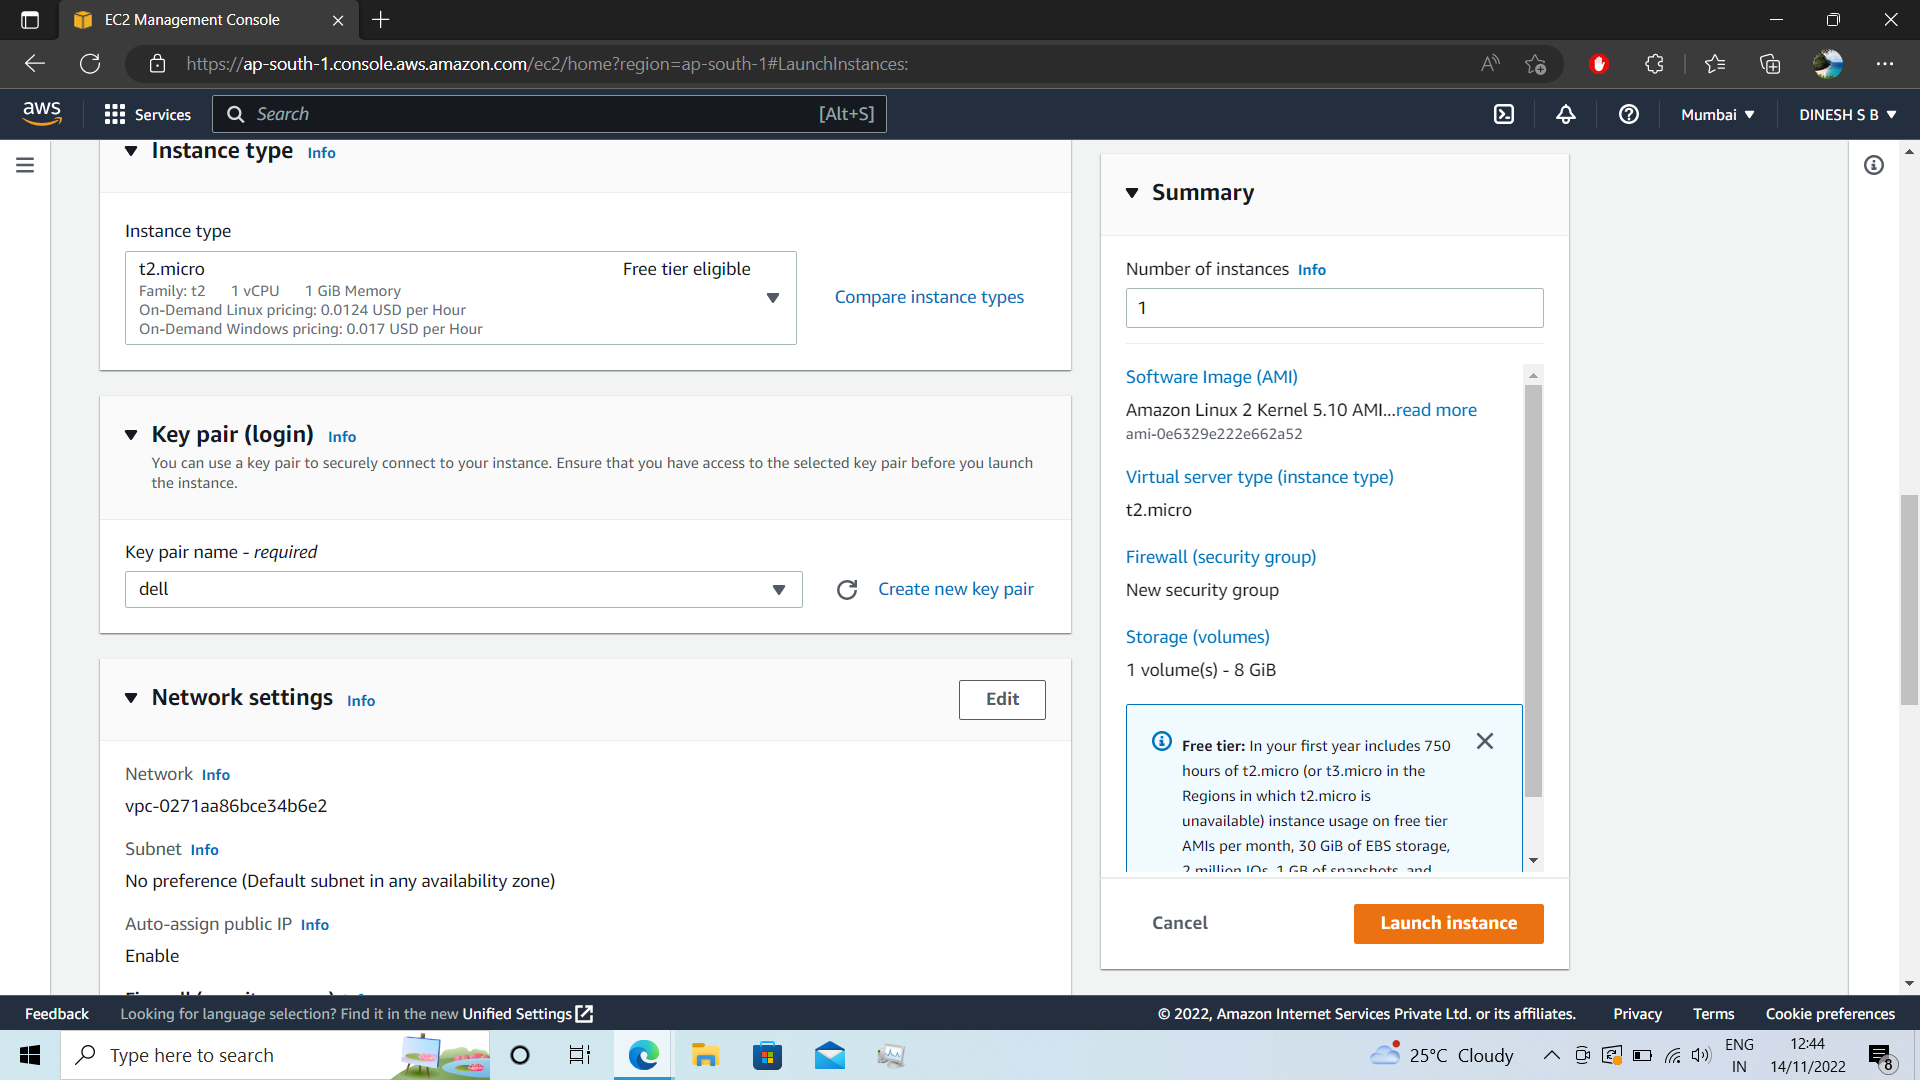 EC2 Management Console
https://ap-south-1.console.aws.amazon.com/ec2/home?region=ap-south-1#LaunchInstances:
aws
Services
Search
[Alt+S]
Mumbai
DINESH S B
Instance type Info
Instance type
t2.micro
Free tier eligible
Family: t2 1 vCPU 1 GiB Memory
On-Demand Linux pricing: 0.0124 USD per Hour
On-Demand Windows pricing: 0.017 USD per Hour
Compare instance types
Key pair (login) Info
You can use a key pair to securely connect to your instance. Ensure that you have access to the selected key pair before you launch
the instance.
Key pair name - required
dell
Create new key pair
Network settings Info
Edit
Network Info
vpc-0271aa86bce34b6e2
Subnet Info
No preference (Default subnet in any availability zone)
Auto-assign public IP Info
Enable
Summary
Number of instances Info
1
Software Image (AMI)
Amazon Linux 2 Kernel 5.10 AMI...read more
ami-0e6329e222e662a52
Virtual server type (instance type)
t2.micro
Firewall (security group)
New security group
Storage (volumes)
1 volume(s) - 8 GiB
Free tier: In your first year includes 750
hours of t2.micro (or t3.micro in the
Regions in which t2.micro is
unavailable) instance usage on free tier
AMIs per month, 30 GiB of EBS storage,
2 million IOs, 1 GB of snapshots, and
Cancel
Launch instance
Feedback
Looking for language selection? Find it in the new Unified Settings
© 2022, Amazon Internet Services Private Ltd. or its affiliates.
Privacy
Terms
Cookie preferences
Type here to search
25°C Cloudy
ENG
IN
12:44
14/11/2022
8